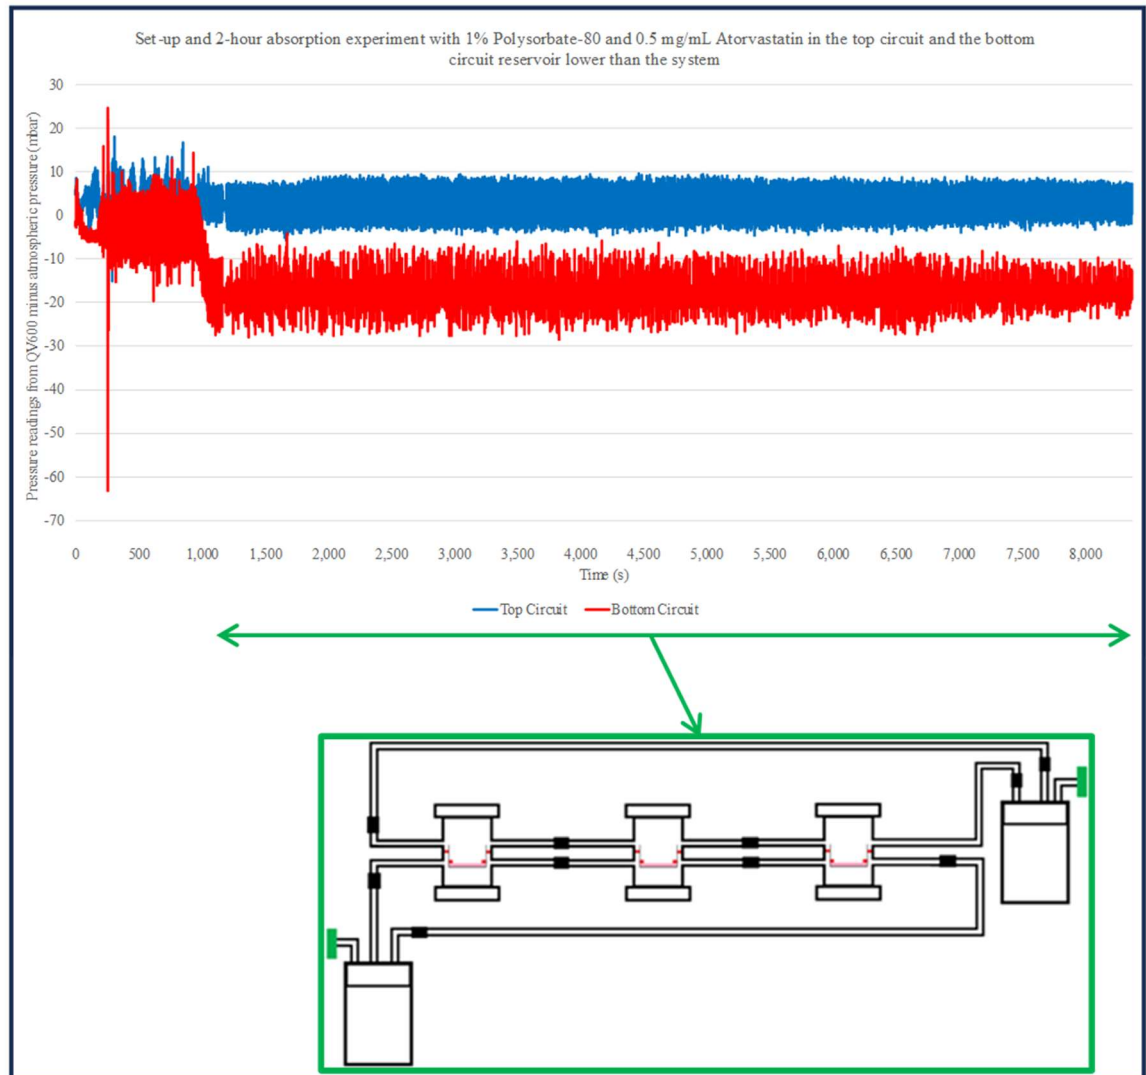 Set-up and 2-hour absorption experiment with 1% Polysorbate-80 and 0.5 mg/mL Atorvastatin in the top circuit and the bottom
circuit reservoir lower than the system
Pressure readings from QV600 minus atmospheric pressure (mbar)
30
20
10
0
-10
-20
-30
-40
-50
-60
-70
0 500 1,000 1,500 2,000 2,500 3,000 3,500 4,000 4,500 5,000 5,500 6,000 6,500 7,000 7,500 8,000
Time (s)
Top Circuit Bottom Circuit